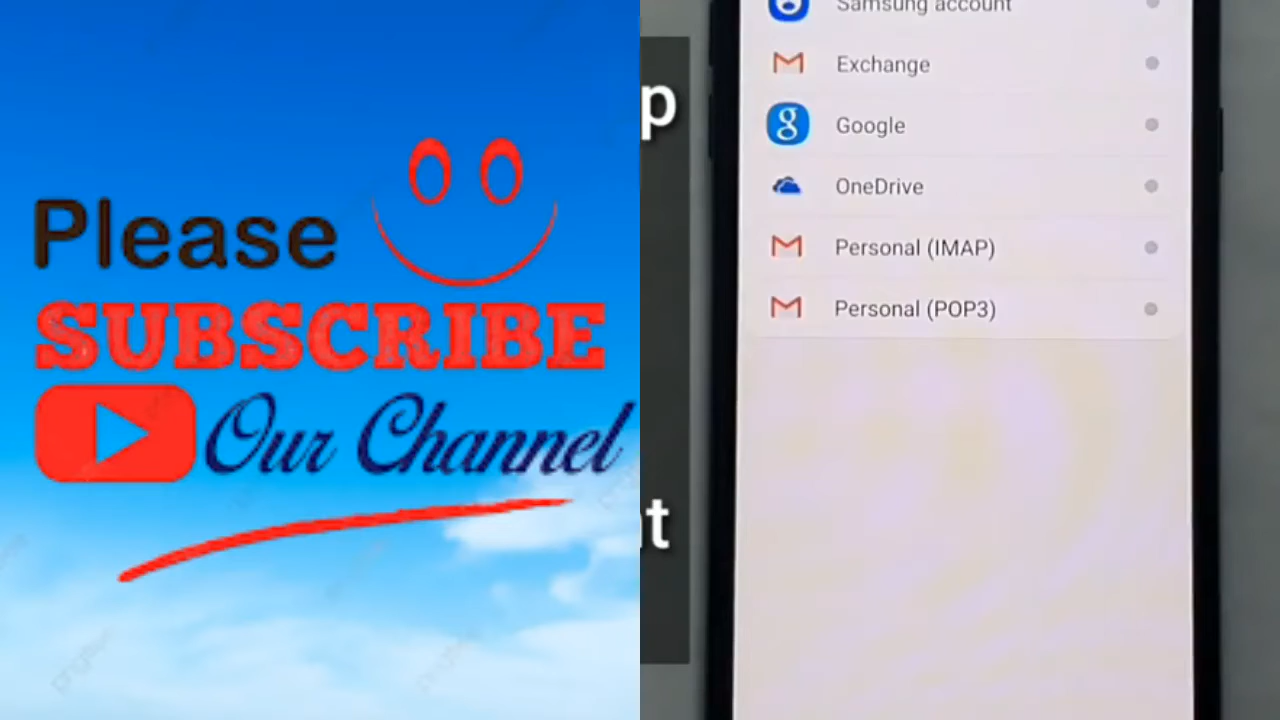 Please
SUBSCRIBE
Our Channel
p
t
Samsung account
Exchange
Google
OneDrive
Personal (IMAP)
Personal (POP3)